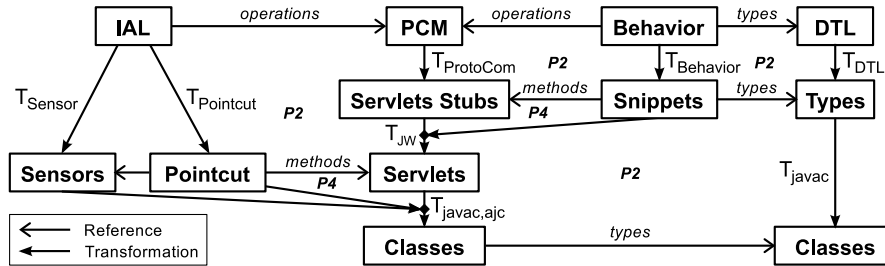 IAL operations PCM operations Behavior types DTL
T_ProtoCom P2 T_Behavior P2 T_DTL
T_Sensor T_Pointcut P2 Servlets Stubs methods Snippets types Types
P4
T_JW
Sensors Pointcut methods Servlets P2 T_javac
P4
T_javac,ajc
Reference
Transformation
Classes types Classes